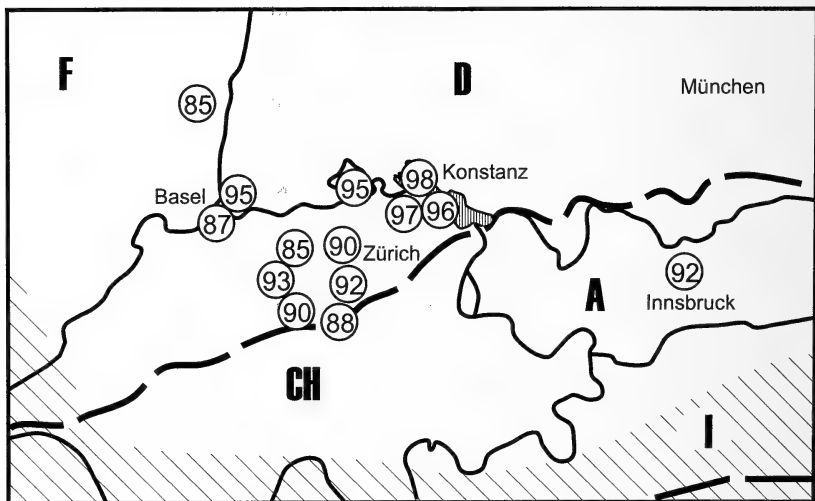 F
D
München
85
98
Konstanz
Basel
95
95
97
96
87
85
90
Zürich
93
92
92
Innsbruck
A
90
88
CH
I